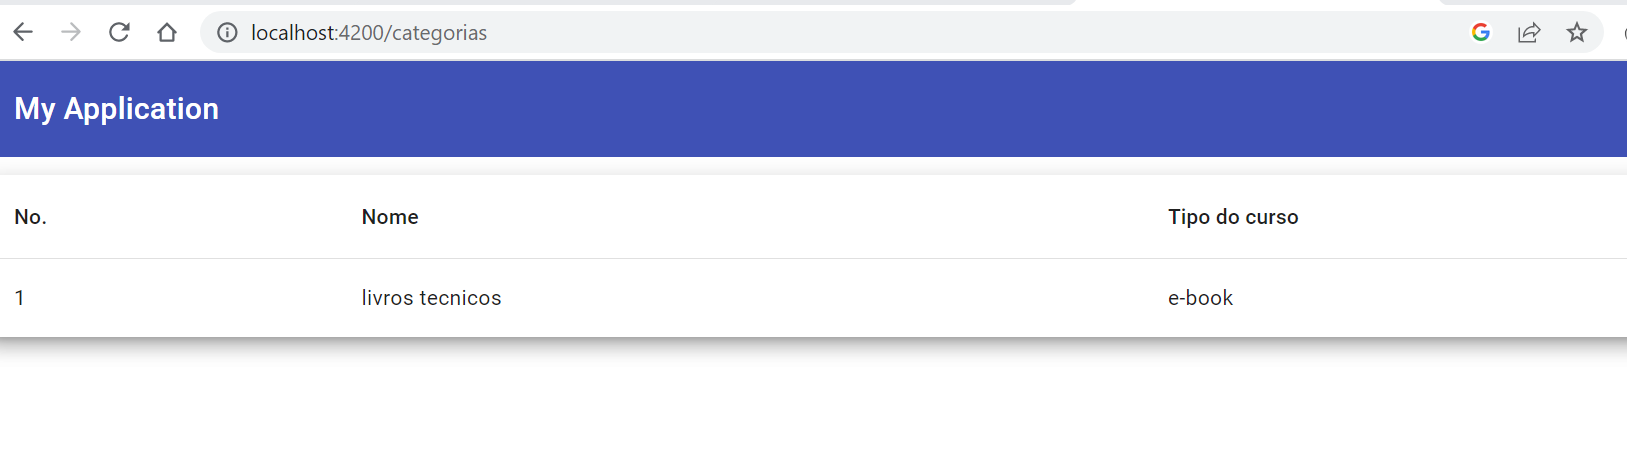 localhost:4200/categorias
My Application
No. Nome Tipo do curso
1 livros tecnicos e-book